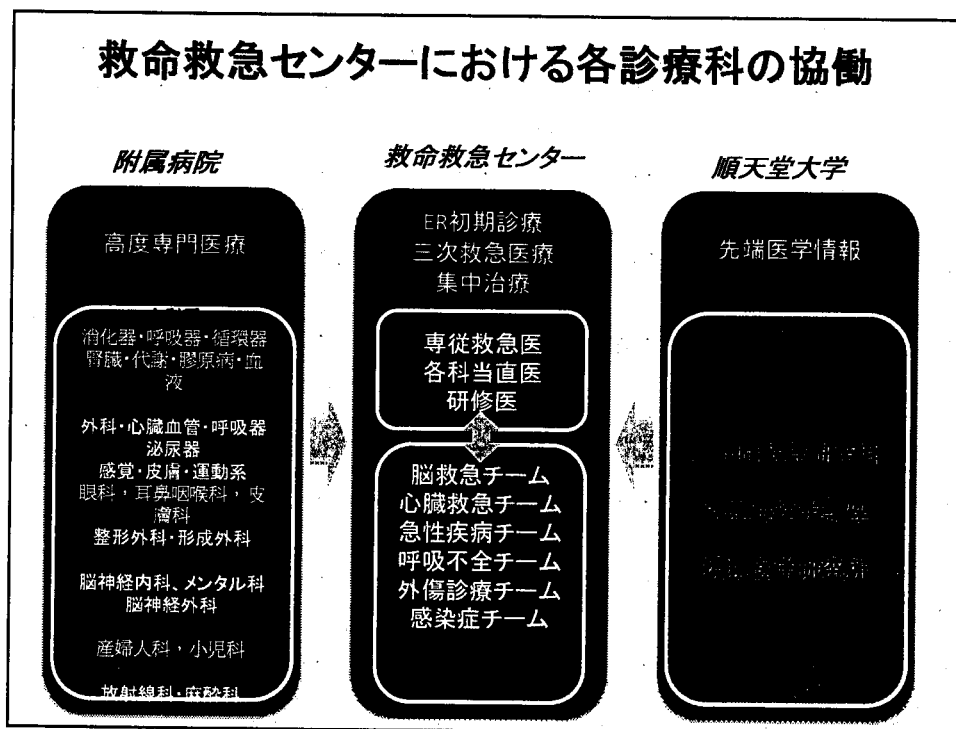 救命救急センターにおける各診療科の協働
附属病院
高度専門医療
消化器・呼吸器・循環器
腎臓・代謝・膠原病・血
液
外科・心臓血管・呼吸器
泌尿器
感覚・皮膚・運動系
眼科，耳鼻咽喉科，皮
膚科
整形外科・形成外科
脳神経内科、メンタル科
脳神経外科
産婦人科，小児科
放射線科・麻酔科
救命救急センター
ER初期診療
三次救急医療
集中治療
専従救急医
各科当直医
研修医
脳救急チーム
心臓救急チーム
急性疾病チーム
呼吸不全チーム
外傷診療チーム
感染症チーム
順天堂大学
先端医学情報